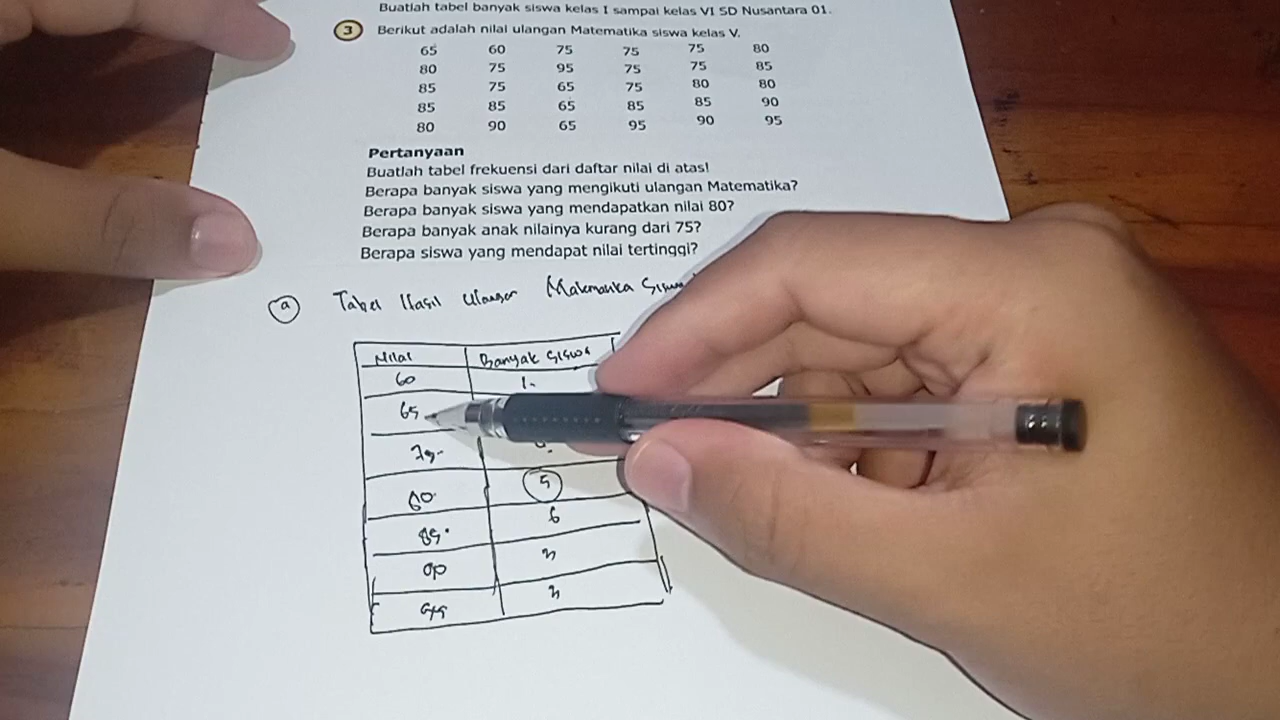 Buatlah tabel banyak siswa kelas I sampai kelas VI SD Nusantara 01.
3 Berikut adalah nilai ulangan Matematika siswa kelas V.
65 60 75 75 75 80
80 75 95 75 75 85
85 75 65 75 80 80
85 85 65 85 85 90
80 90 65 95 90 95
Pertanyaan
Buatlah tabel frekuensi dari daftar nilai di atas!
Berapa banyak siswa yang mengikuti ulangan Matematika?
Berapa banyak siswa yang mendapatkan nilai 80?
Berapa banyak anak nilainya kurang dari 75?
Berapa siswa yang mendapat nilai tertinggi?
a Tabel Hasil Ulangan Matematika
Nilai Banyak Siswa
60 1.
65
75.
80. 5
85. 6
90 3
95 3